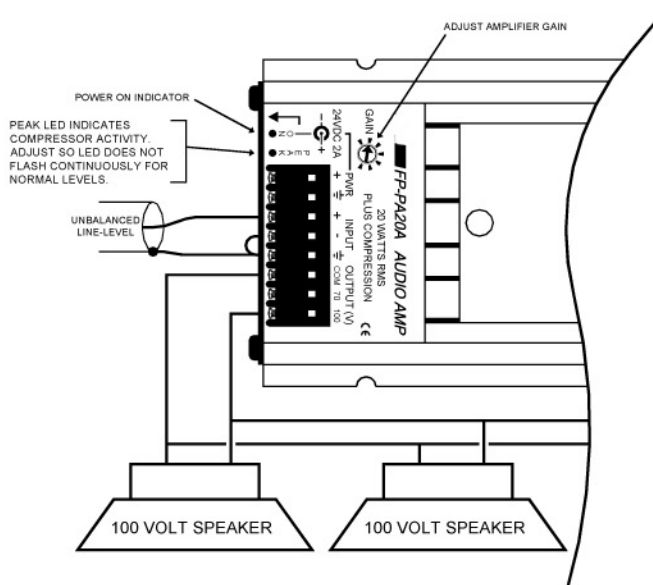 ADJUST AMPLIFIER GAIN
POWER ON INDICATOR
PEAK LED INDICATES
COMPRESSOR ACTIVITY.
ADJUST SO LED DOES NOT
FLASH CONTINUOUSLY FOR
NORMAL LEVELS.
UNBALANCED
LINE-LEVEL
GAIN
24VDC 2A
- +
ON
PEAK
PWR
+
INPUT
+ -
OUTPUT (V)
COM 70 100
FP-PA20A AUDIO AMP
20 WATTS RMS
PLUS COMPRESSION
CE
100 VOLT SPEAKER
100 VOLT SPEAKER